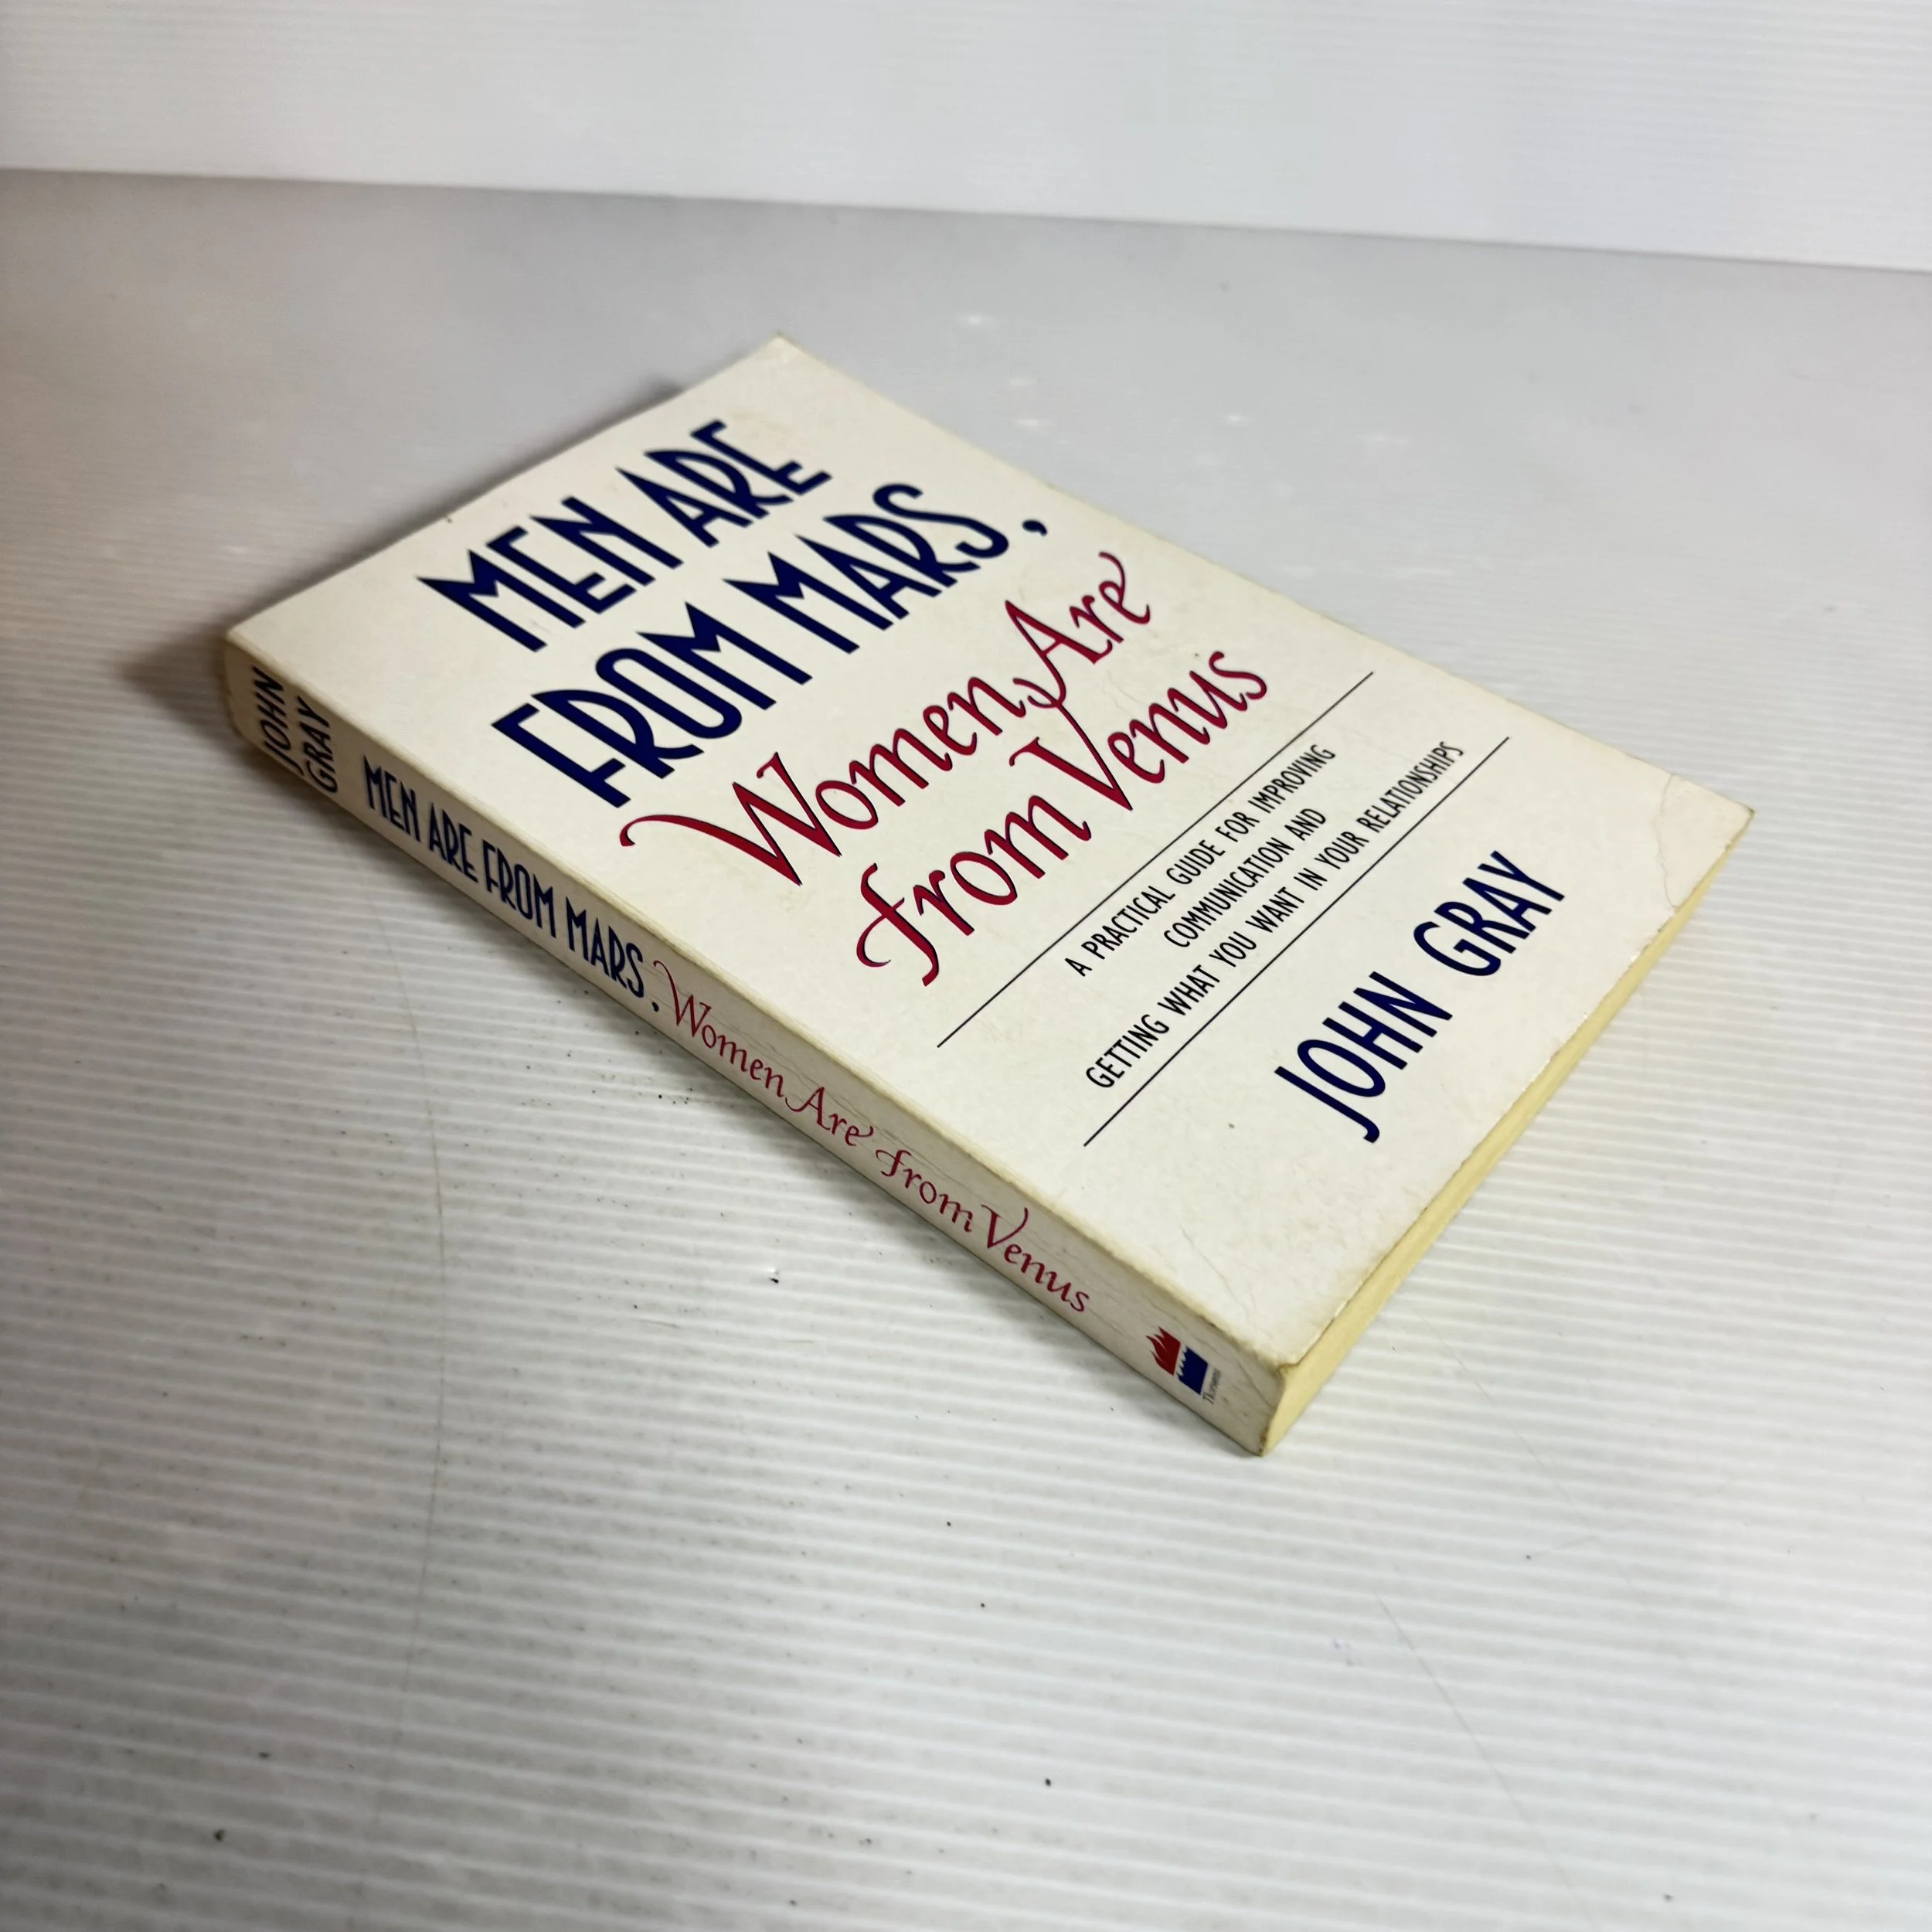 MEN ARE
FROM MARS,
Women Are
from Venus
A PRACTICAL GUIDE FOR IMPROVING
COMMUNICATION AND
GETTING WHAT YOU WANT IN YOUR RELATIONSHIPS
JOHN GRAY
JOHN
GRAY
MEN ARE FROM MARS, Women Are from Venus
Thorsons